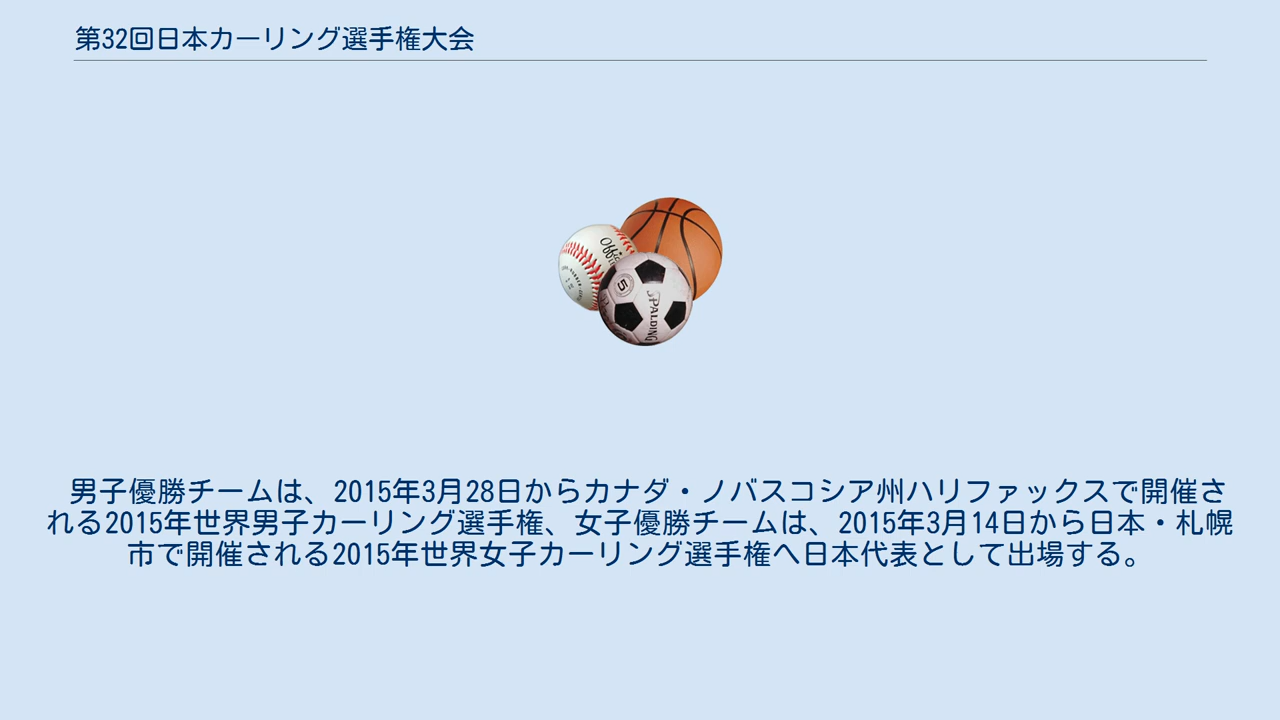 第32回日本カーリング選手権大会
Offic
5
SPALDING
男子優勝チームは、2015年3月28日からカナダ・ノバスコシア州ハリファックスで開催さ
れる2015年世界男子カーリング選手権、女子優勝チームは、2015年3月14日から日本・札幌
市で開催される2015年世界女子カーリング選手権へ日本代表として出場する。